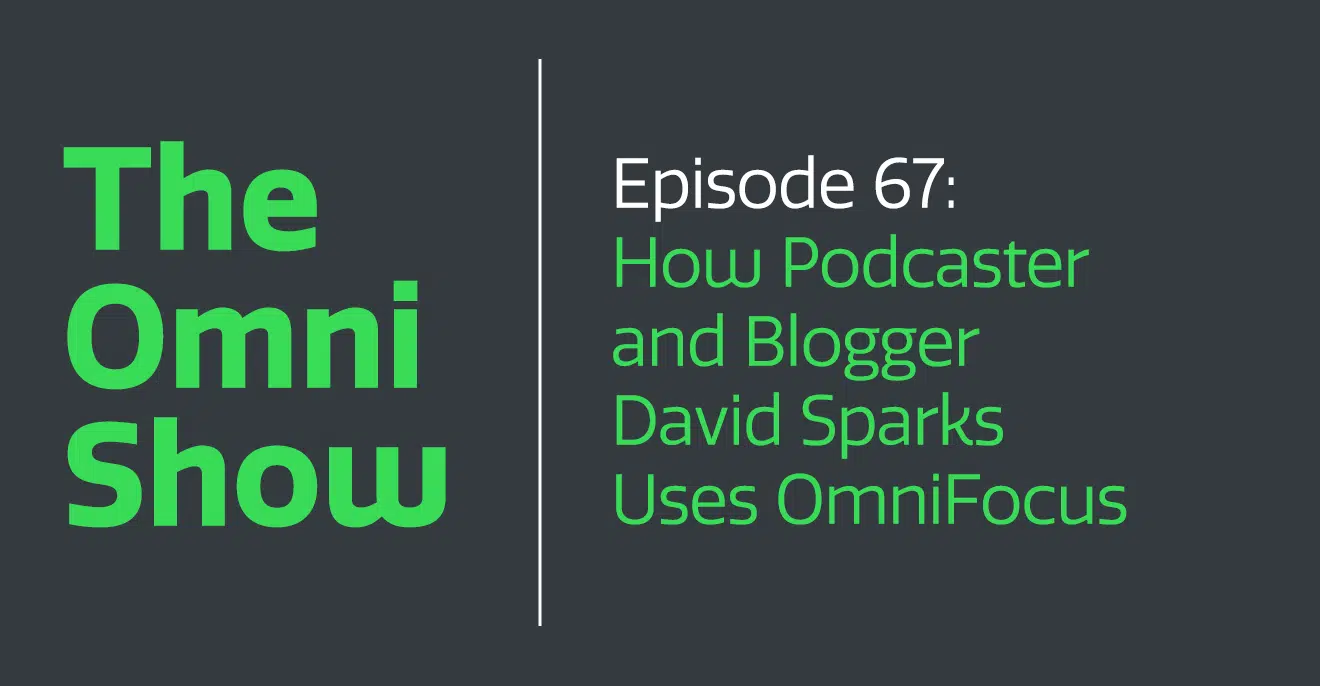 The
Omni
Show
Episode 67:
How Podcaster
and Blogger
David Sparks
Uses OmniFocus